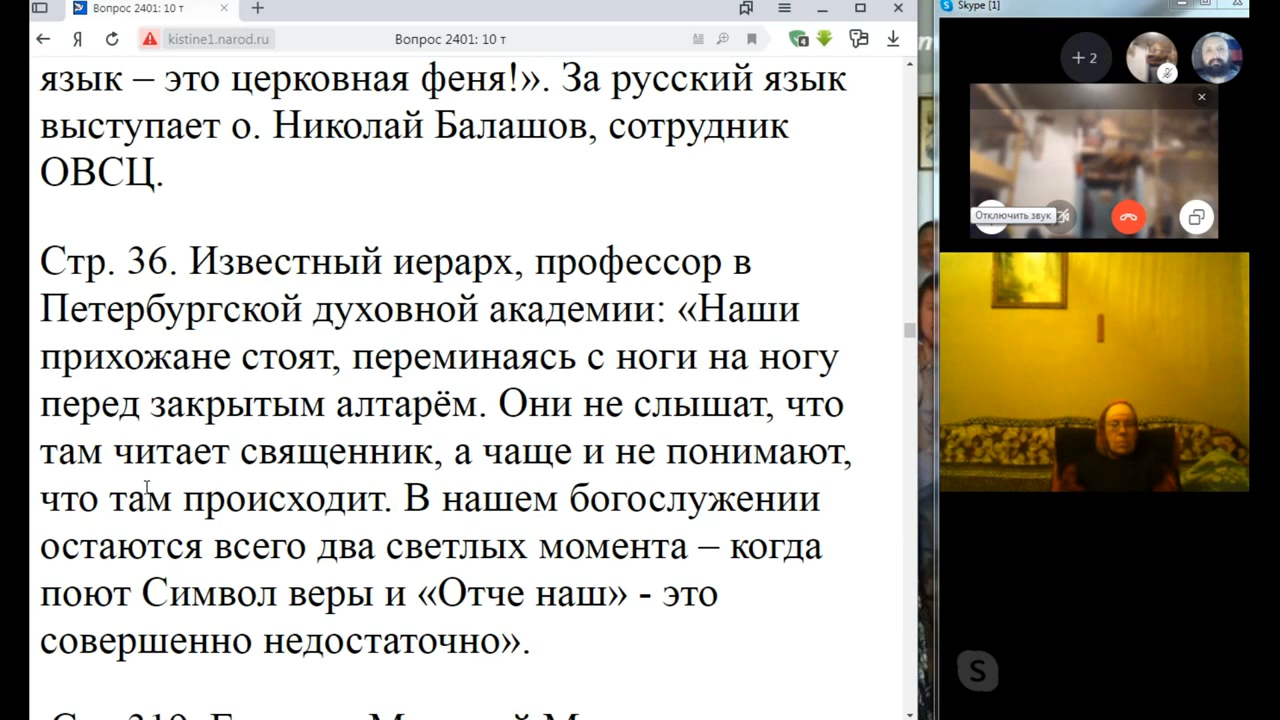 Вопрос 2401: 10 т
Skype [1]
kistine1.narod.ru
Вопрос 2401: 10 т
4
+ 2
язык – это церковная феня!». За русский язык
выступает о. Николай Балашов, сотрудник
ОВСЦ.
Стр. 36. Известный иерарх, профессор в
Петербургской духовной академии: «Наши
прихожане стоят, переминаясь с ноги на ногу
перед закрытым алтарём. Они не слышат, что
там читает священник, а чаще и не понимают,
что там происходит. В нашем богослужении
остаются всего два светлых момента – когда
поют Символ веры и «Отче наш» - это
совершенно недостаточно».
Отключить звук
S